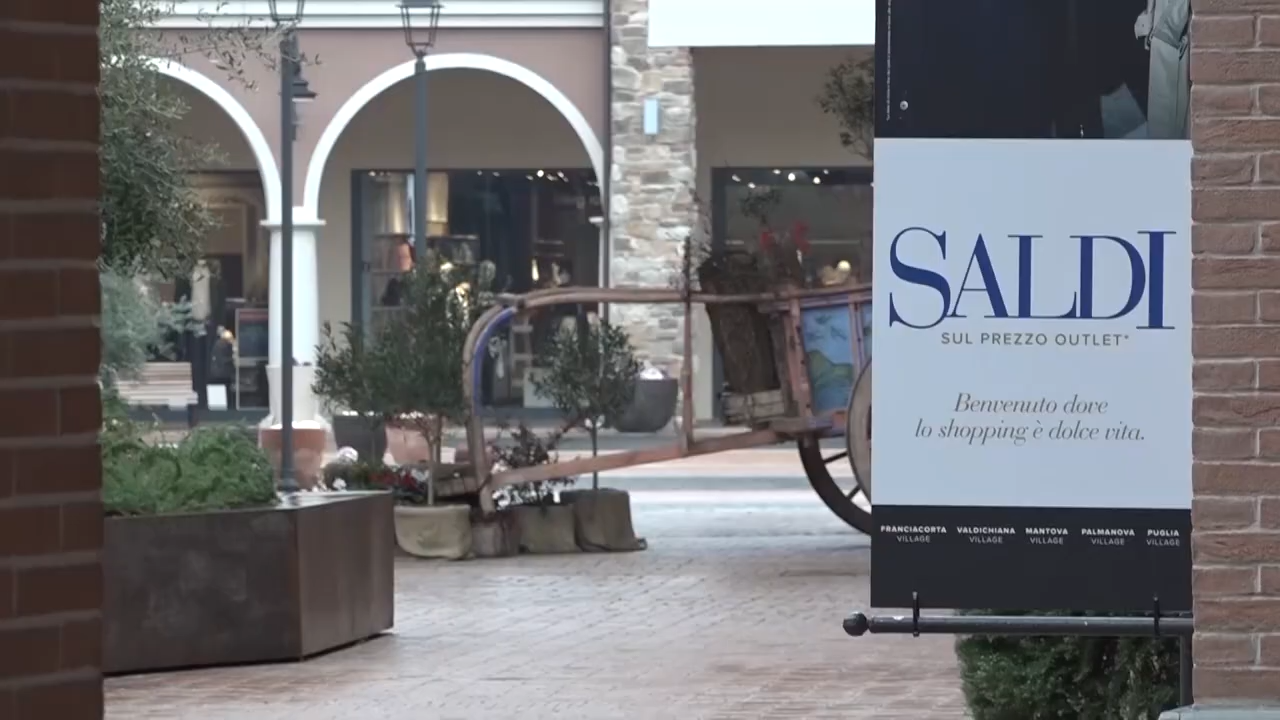 SALDI
SUL PREZZO OUTLET*
Benvenuto dove
lo shopping è dolce vita.
FRANCIACORTA VALDICHIANA MANTOVA PALMANOVA PUGLIA
VILLAGE VILLAGE VILLAGE VILLAGE VILLAGE